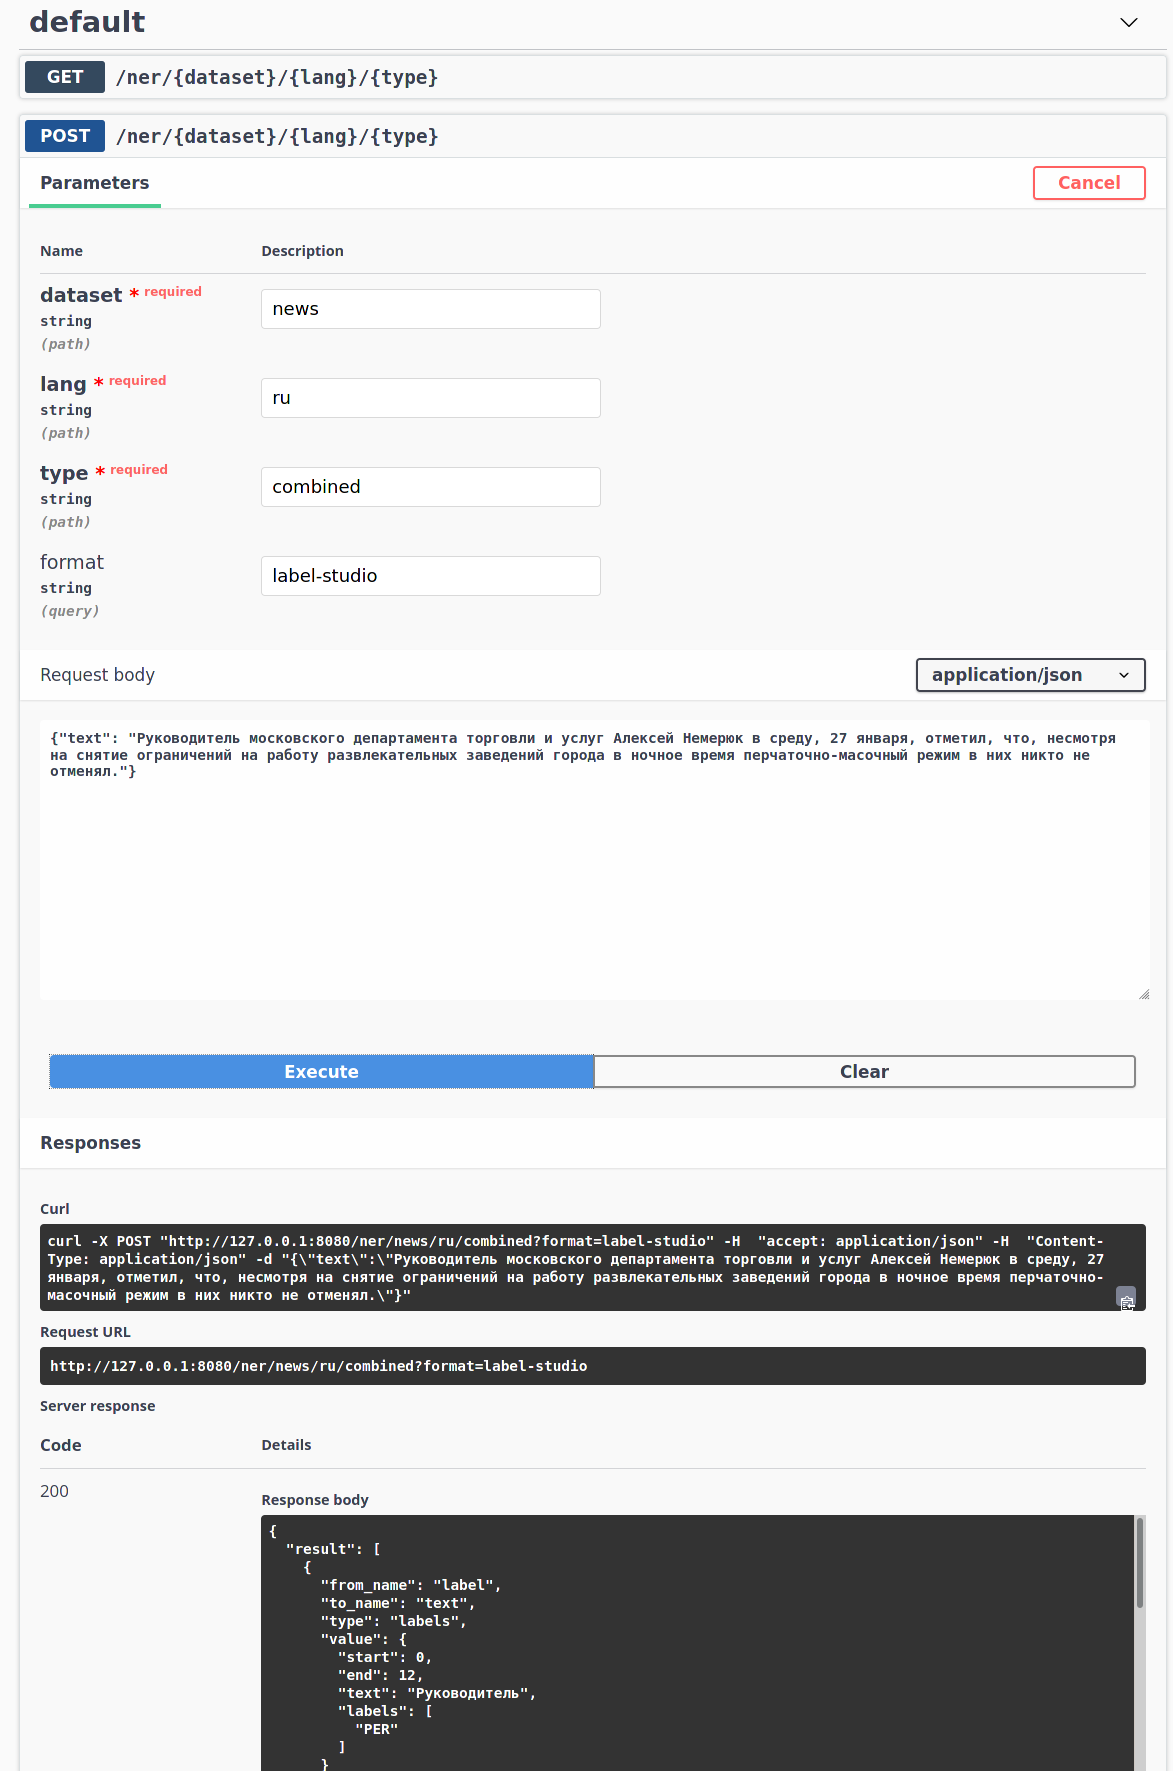 default
GET /ner/{dataset}/{lang}/{type}
POST /ner/{dataset}/{lang}/{type}
Parameters
Cancel
Name Description
dataset * required
string
(path)
news
lang * required
string
(path)
ru
type * required
string
(path)
combined
format
string
(query)
label-studio
Request body
application/json
{"text": "Руководитель московского департамента торговли и услуг Алексей Немерюк в среду, 27 января, отметил, что, несмотря
на снятие ограничений на работу развлекательных заведений города в ночное время перчаточно-масочный режим в них никто не
отменял."}
Execute
Clear
Responses
Curl
curl -X POST "http://127.0.0.1:8080/ner/news/ru/combined?format=label-studio" -H  "accept: application/json" -H  "Content-
Type: application/json" -d "{\"text\":\"Руководитель московского департамента торговли и услуг Алексей Немерюк в среду, 27
января, отметил, что, несмотря на снятие ограничений на работу развлекательных заведений города в ночное время перчаточно-
масочный режим в них никто не отменял.\"}"
Request URL
http://127.0.0.1:8080/ner/news/ru/combined?format=label-studio
Server response
Code Details
200
Response body
{
  "result": [
    {
      "from_name": "label",
      "to_name": "text",
      "type": "labels",
      "value": {
        "start": 0,
        "end": 12,
        "text": "Руководитель",
        "labels": [
          "PER"
        ]
      }